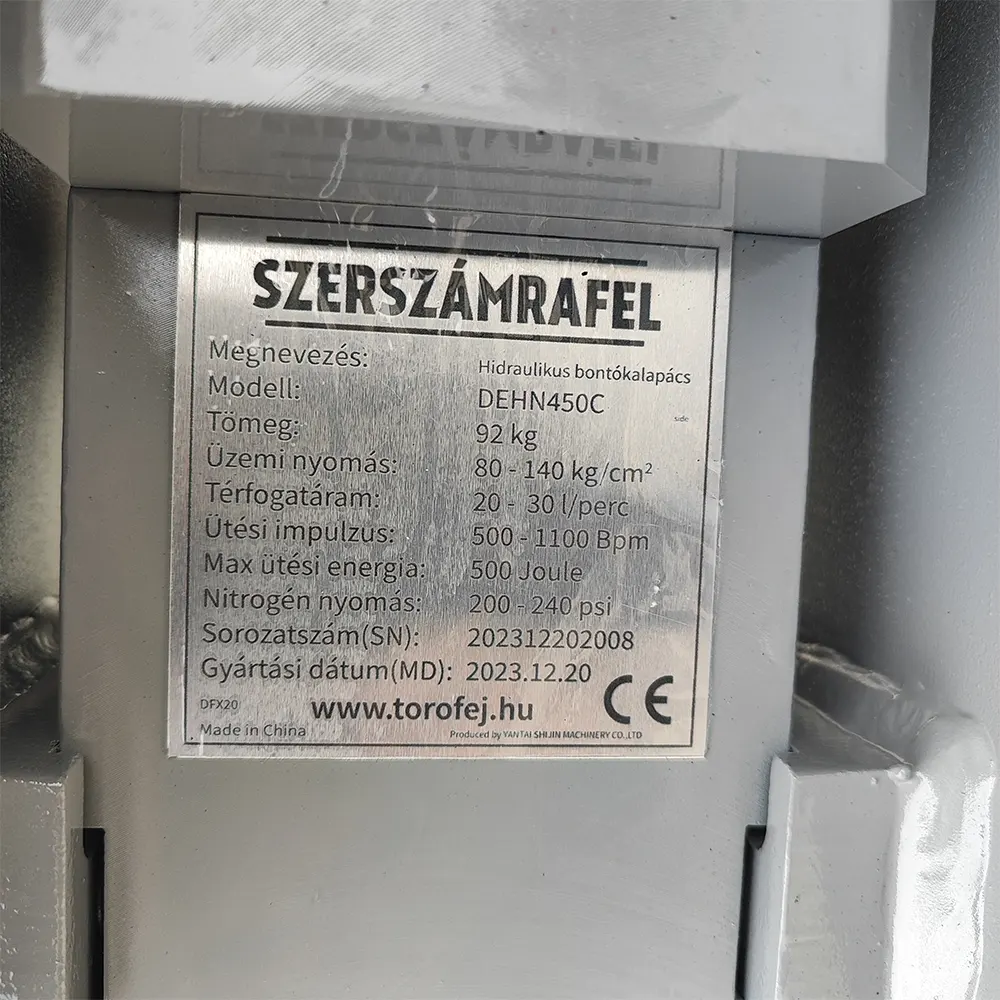 SZERSZÁMRAFEL
Megnevezés: Hidraulikus bontókalapács
Modell: DEHN450C
side
Tömeg: 92 kg
Üzemi nyomás: 80 - 140 kg/cm²
Térfogatáram: 20 - 30 l/perc
Ütési impulzus: 500 - 1100 Bpm
Max ütési energia: 500 Joule
Nitrogén nyomás: 200 - 240 psi
Sorozatszám(SN): 202312202008
Gyártási dátum(MD): 2023.12.20
DFX20 www.torofej.hu CE
Made in China Produced by YANTAI SHIJIN MACHINERY CO.,LTD